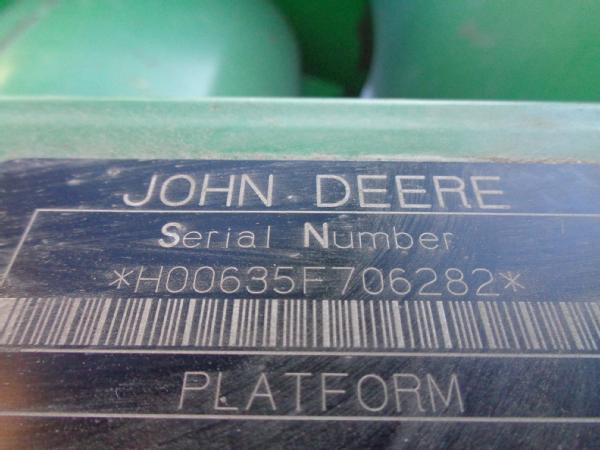 JOHN DEERE
Serial Number
*H00635F706282*
PLATFORM